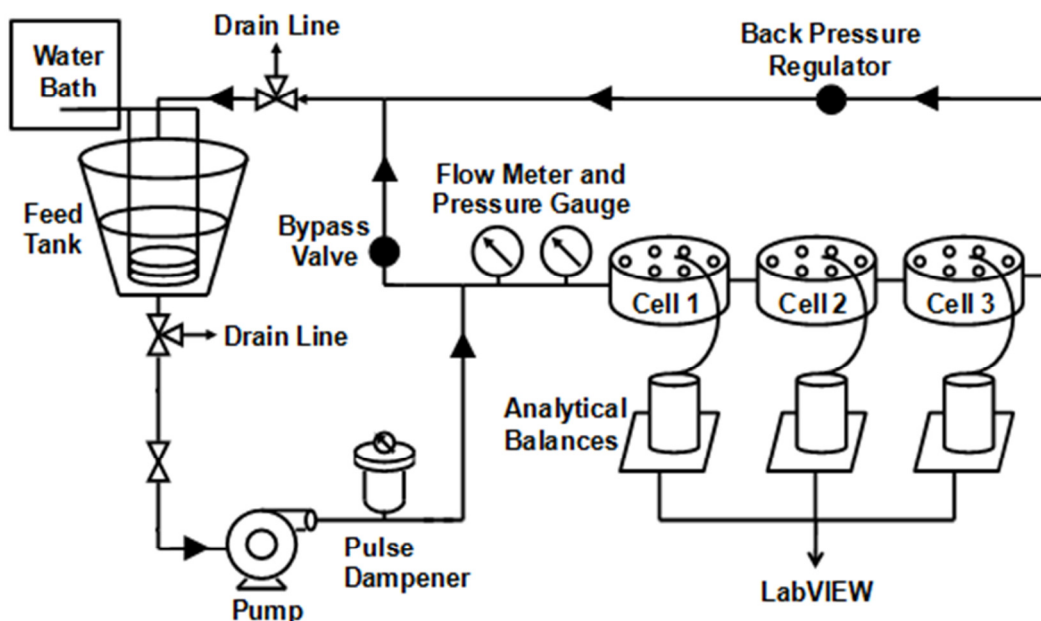 Drain Line
Water
Bath
Back Pressure
Regulator
Flow Meter and
Pressure Gauge
Feed
Tank
Bypass
Valve
Cell 1
Cell 2
Cell 3
Drain Line
Analytical
Balances
Pulse
Dampener
Pump
LabVIEW